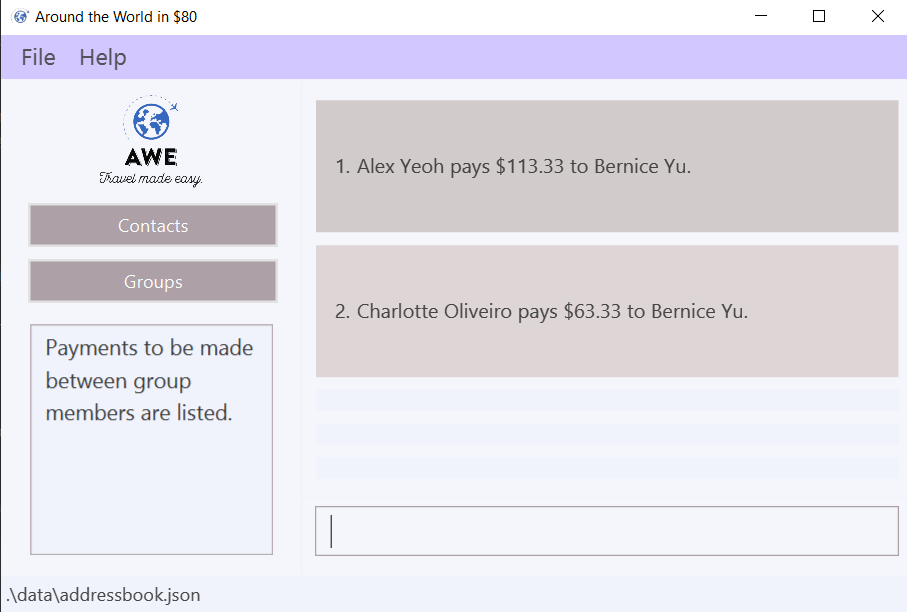 Around the World in $80
File Help
AWE
Travel made easy.
Contacts
Groups
Payments to be made
between group
members are listed.
1. Alex Yeoh pays $113.33 to Bernice Yu.
2. Charlotte Oliveiro pays $63.33 to Bernice Yu.
.\data\addressbook.json